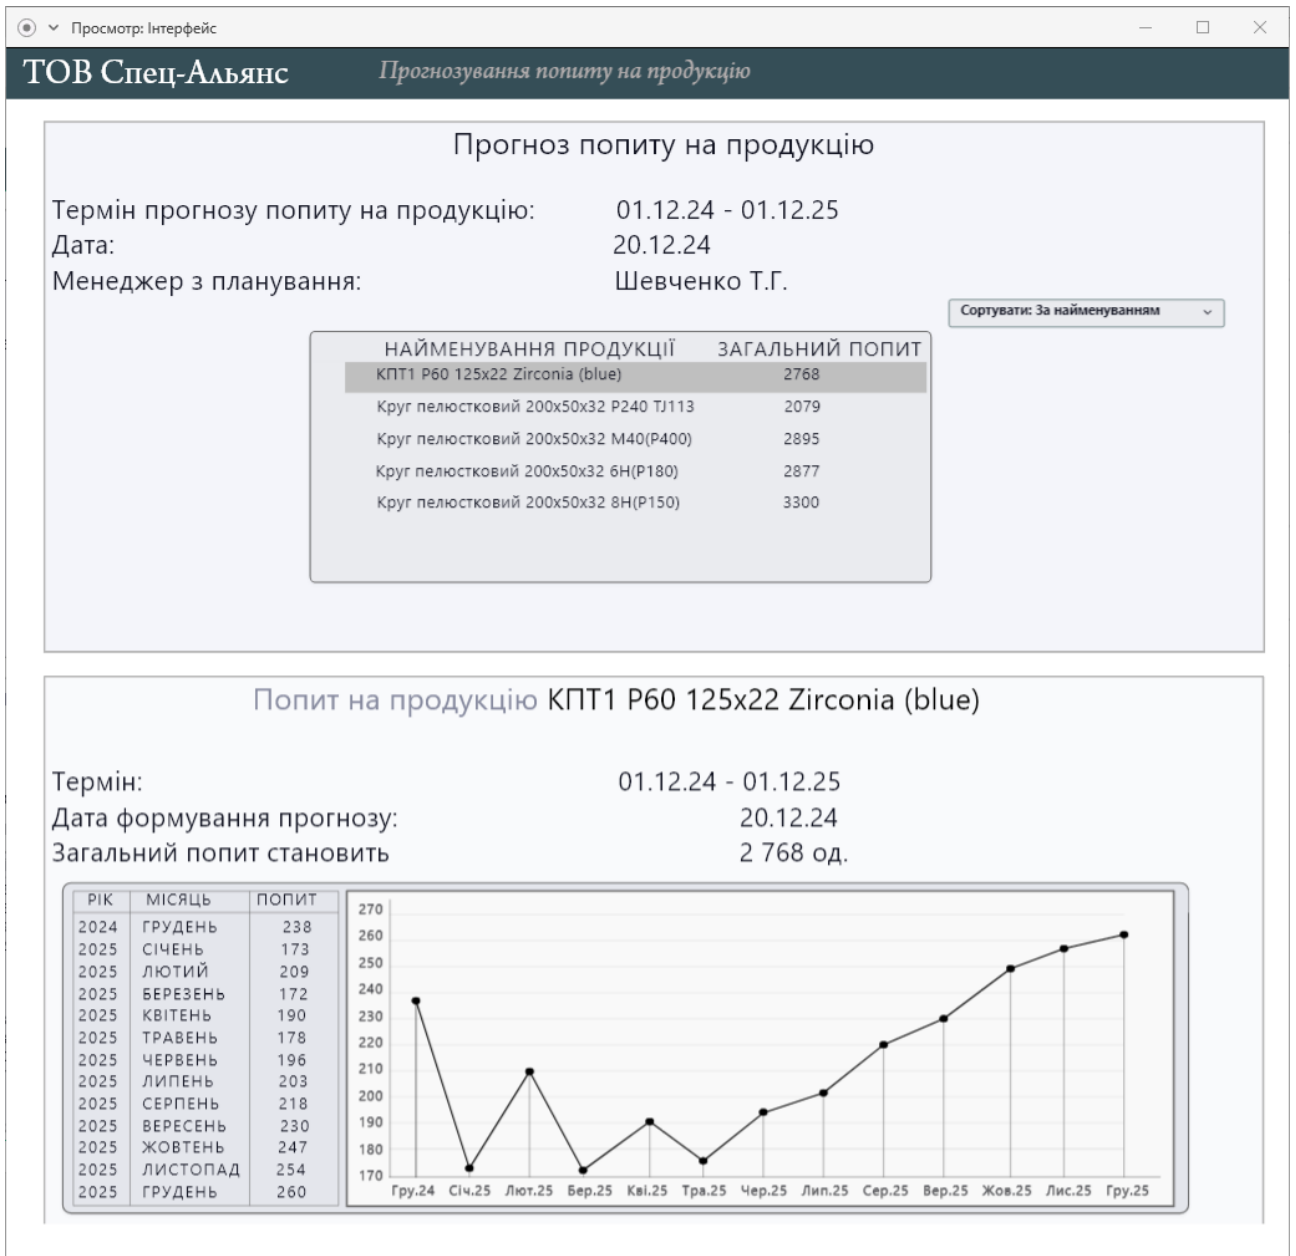 Просмотр: Інтерфейс
ТОВ Спец-Альянс Прогнозування попиту на продукцію
Прогноз попиту на продукцію
Термін прогнозу попиту на продукцію: 01.12.24 - 01.12.25
Дата: 20.12.24
Менеджер з планування: Шевченко Т.Г.
Сортувати: За найменуванням
НАЙМЕНУВАННЯ ПРОДУКЦІЇ ЗАГАЛЬНИЙ ПОПИТ
КПТ1 P60 125x22 Zirconia (blue) 2768
Круг пелюстковий 200x50x32 P240 TJ113 2079
Круг пелюстковий 200x50x32 M40(P400) 2895
Круг пелюстковий 200x50x32 6H(P180) 2877
Круг пелюстковий 200x50x32 8H(P150) 3300
Попит на продукцію КПТ1 P60 125x22 Zirconia (blue)
Термін: 01.12.24 - 01.12.25
Дата формування прогнозу: 20.12.24
Загальний попит становить 2 768 од.
РІК МІСЯЦЬ ПОПИТ
2024 ГРУДЕНЬ 238
2025 СІЧЕНЬ 173
2025 ЛЮТИЙ 209
2025 БЕРЕЗЕНЬ 172
2025 КВІТЕНЬ 190
2025 ТРАВЕНЬ 178
2025 ЧЕРВЕНЬ 196
2025 ЛИПЕНЬ 203
2025 СЕРПЕНЬ 218
2025 ВЕРЕСЕНЬ 230
2025 ЖОВТЕНЬ 247
2025 ЛИСТОПАД 254
2025 ГРУДЕНЬ 260
270
260
250
240
230
220
210
200
190
180
170
Гру.24 Січ.25 Лют.25 Бер.25 Кві.25 Тра.25 Чер.25 Лип.25 Сер.25 Вер.25 Жов.25 Лис.25 Гру.25